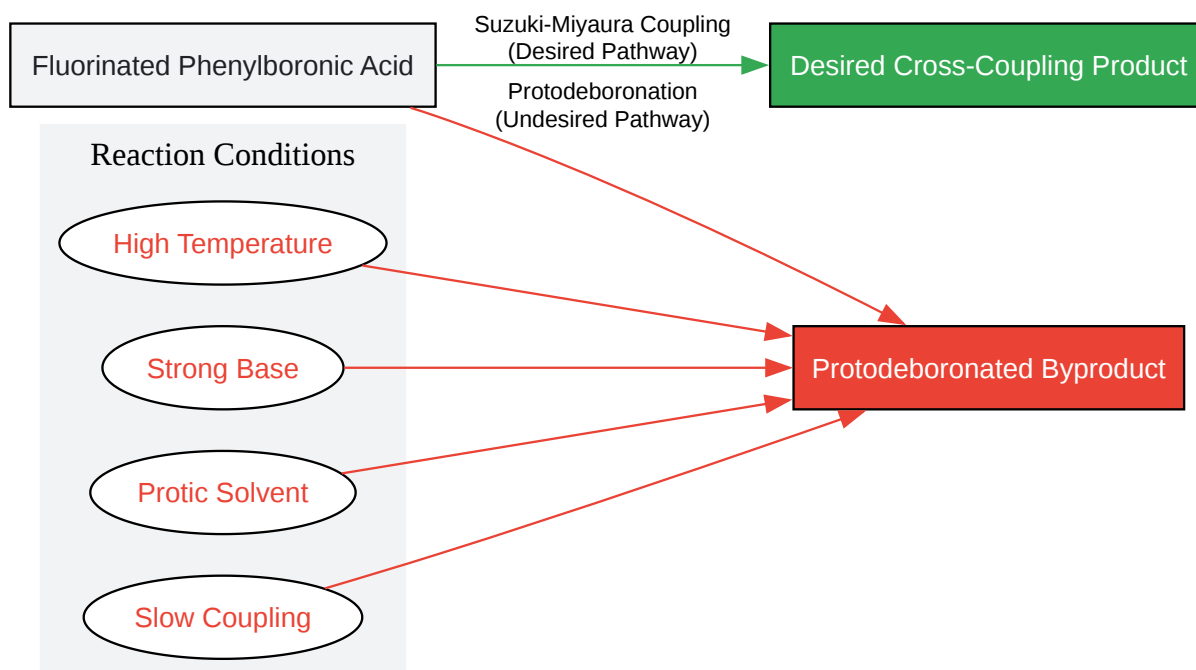 Fluorinated Phenylboronic Acid
Suzuki-Miyaura Coupling
(Desired Pathway)
Desired Cross-Coupling Product
Protodeboronation
(Undesired Pathway)
Reaction Conditions
High Temperature
Strong Base
Protic Solvent
Slow Coupling
Protodeboronated Byproduct